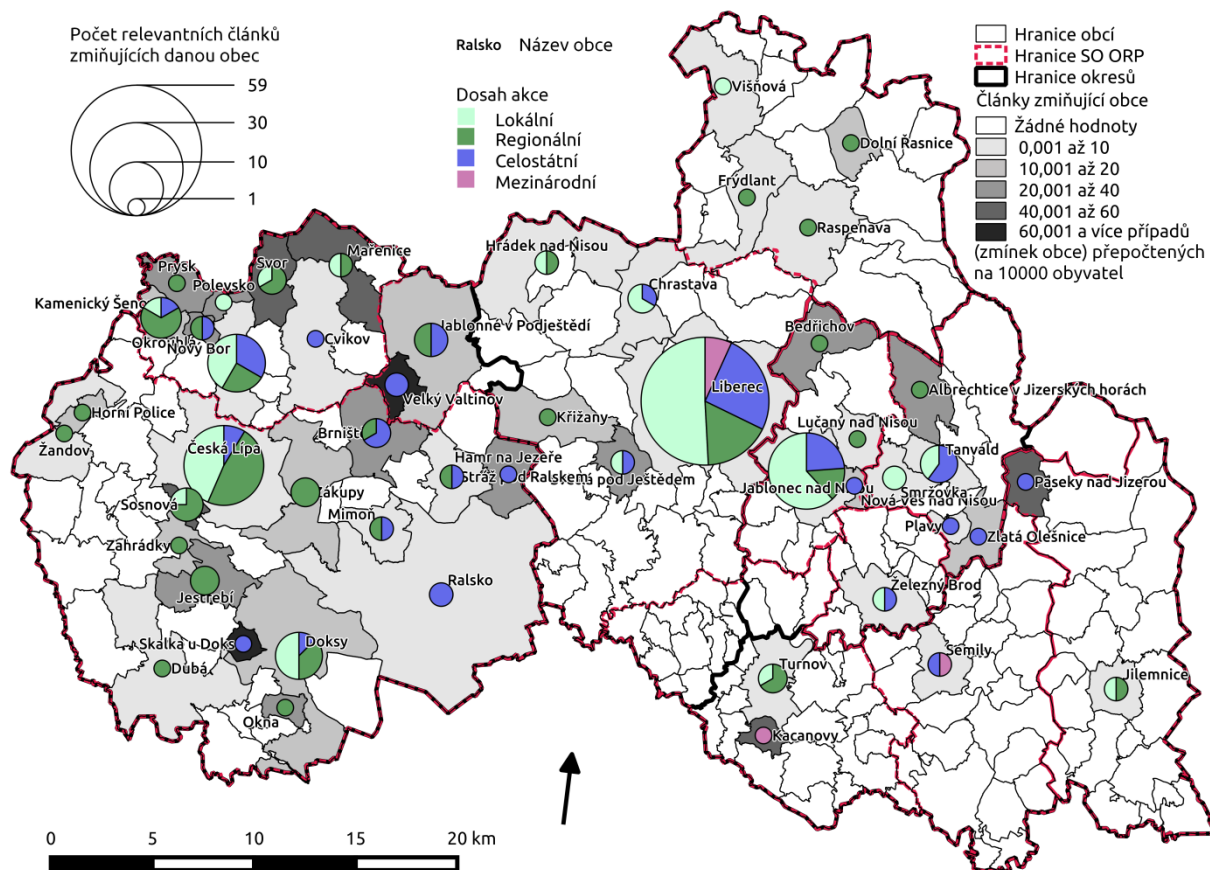 Počet relevantních článků
zmiňujících danou obec
59
30
10
1
Ralsko Název obce
Dosah akce
Lokální
Regionální
Celostátní
Mezinárodní
Hranice obcí
Hranice SO ORP
Hranice okresů
Články zmiňující obce
Žádné hodnoty
0,001 až 10
10,001 až 20
20,001 až 40
40,001 až 60
60,001 a více případů
(zmínek obce) přepočtených
na 10000 obyvatel
Višňová
Dolní Řasnice
Frýdlant
Raspenava
Hrádek nad Nisou
Mařenice
Svor
Prysk
Polevsko
Chrastava
Kamenický Šeno
Okrouhlá
Nový Bor
Cvikov
Jablonné v Podještědí
Bedřichov
Liberec
Velký Valtinov
Albrechtice v Jizerských horách
Horní Police
Křižany
Lučany nad Nisou
Žandov
Brniště
Česká Lípa
Hamr na Jezeře
Tanvald
Stráž pod Ralskem
pod Ještědem
Jablonec nad Nisou
Smržovka
Paseky nad Jizerou
Zákupy
Nová Ves nad Nisou
Sosnová
Mimoň
Plavy
Zlatá Olešnice
Zahrádky
Ralsko
Železný Brod
Jestřebí
Skalka u Doks
Doksy
Semily
Dubá
Turnov
Jilemnice
Okna
Kacanovy
0 5 10 15 20 km